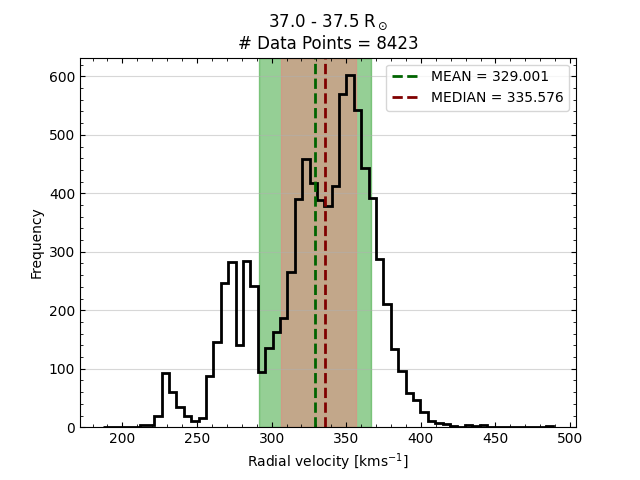 37.0 - 37.5 R⊙
# Data Points = 8423
MEAN = 329.001
MEDIAN = 335.576
Frequency
600
500
400
300
200
100
0
200 250 300 350 400 450 500
Radial velocity [kms⁻¹]